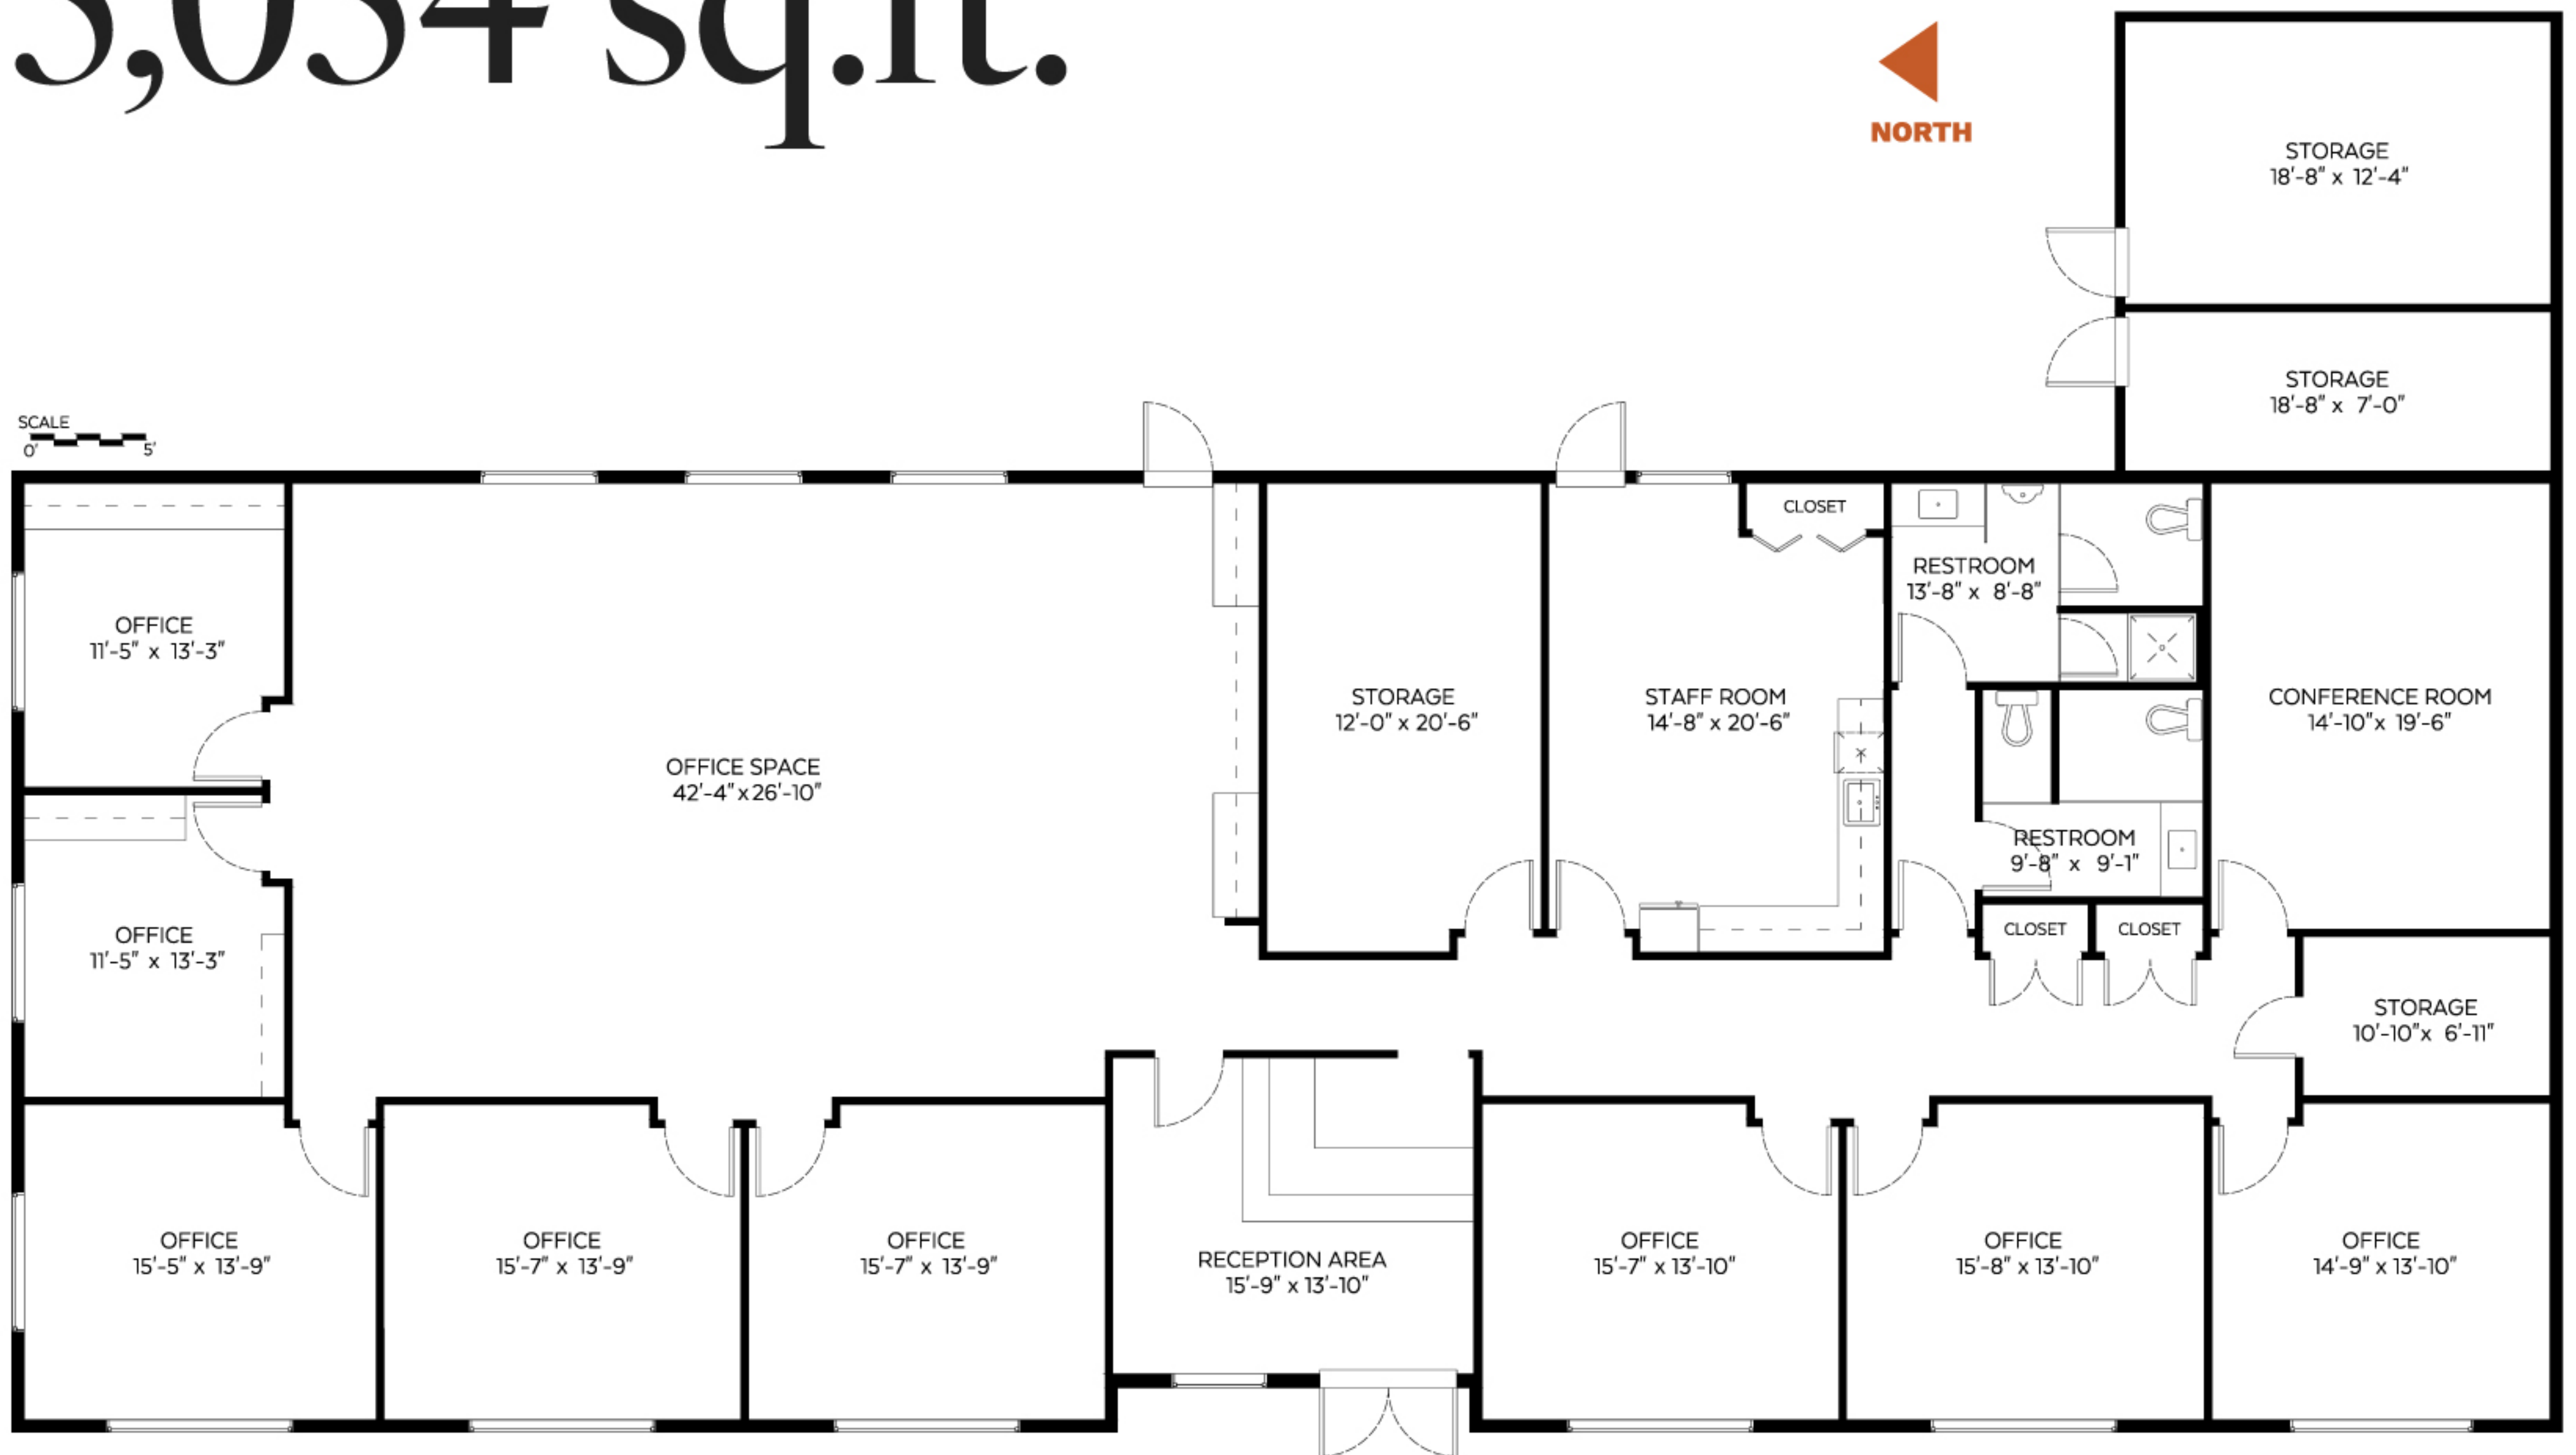 sq.ft.
NORTH
STORAGE
18'-8" x 12'-4"
STORAGE
18'-8" x 7'-0"
SCALE
0' 5'
CLOSET
RESTROOM
13'-8" x 8'-8"
OFFICE
11'-5" x 13'-3"
STORAGE
12'-0" x 20'-6"
STAFF ROOM
14'-8" x 20'-6"
CONFERENCE ROOM
14'-10"x 19'-6"
OFFICE SPACE
42'-4" x 26'-10"
RESTROOM
9'-8" x 9'-1"
OFFICE
11'-5" x 13'-3"
CLOSET
CLOSET
STORAGE
10'-10"x 6'-11"
OFFICE
15'-5" x 13'-9"
OFFICE
15'-7" x 13'-9"
OFFICE
15'-7" x 13'-9"
RECEPTION AREA
15'-9" x 13'-10"
OFFICE
15'-7" x 13'-10"
OFFICE
15'-8" x 13'-10"
OFFICE
14'-9" x 13'-10"